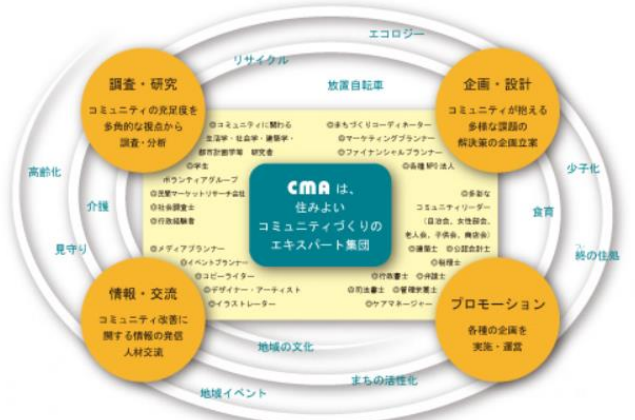 エコロジー
リサイクル
放置自転車
調査・研究
コミュニティの充足度を
多角的な視点から
調査・分析
企画・設計
コミュニティが抱える
多様な課題の
解決策の企画立案
高齢化
介護
見守り
少子化
食育
終の住処
◎コミュニティに関わる
生活学・社会学・建築学・
都市計画学等 研究者
◎学生
ボランティアグループ
◎民間マーケットリサーチ会社
◎社会調査士
◎行政経験者
◎メディアプランナー
◎イベントプランナー
◎コピーライター
◎デザイナー・アーティスト
◎イラストレーター
◎まちづくりコーディネーター
◎マーケティングプランナー
◎ファイナンシャルプランナー
◎各種NPO法人
◎多彩な
コミュニティリーダー
(自治会、女性部会、
老人会、子供会、商店会)
◎建築士 ◎公認会計士
◎税理士
◎行政書士 ◎弁護士
◎司法書士 ◎管理栄養士
◎ケアマネージャー
CMAは、
住みよい
コミュニティづくりの
エキスパート集団
情報・交流
コミュニティ改善に
関する情報の発信
人材交流
プロモーション
各種の企画を
実施・運営
地域の文化
まちの活性化
地域イベント